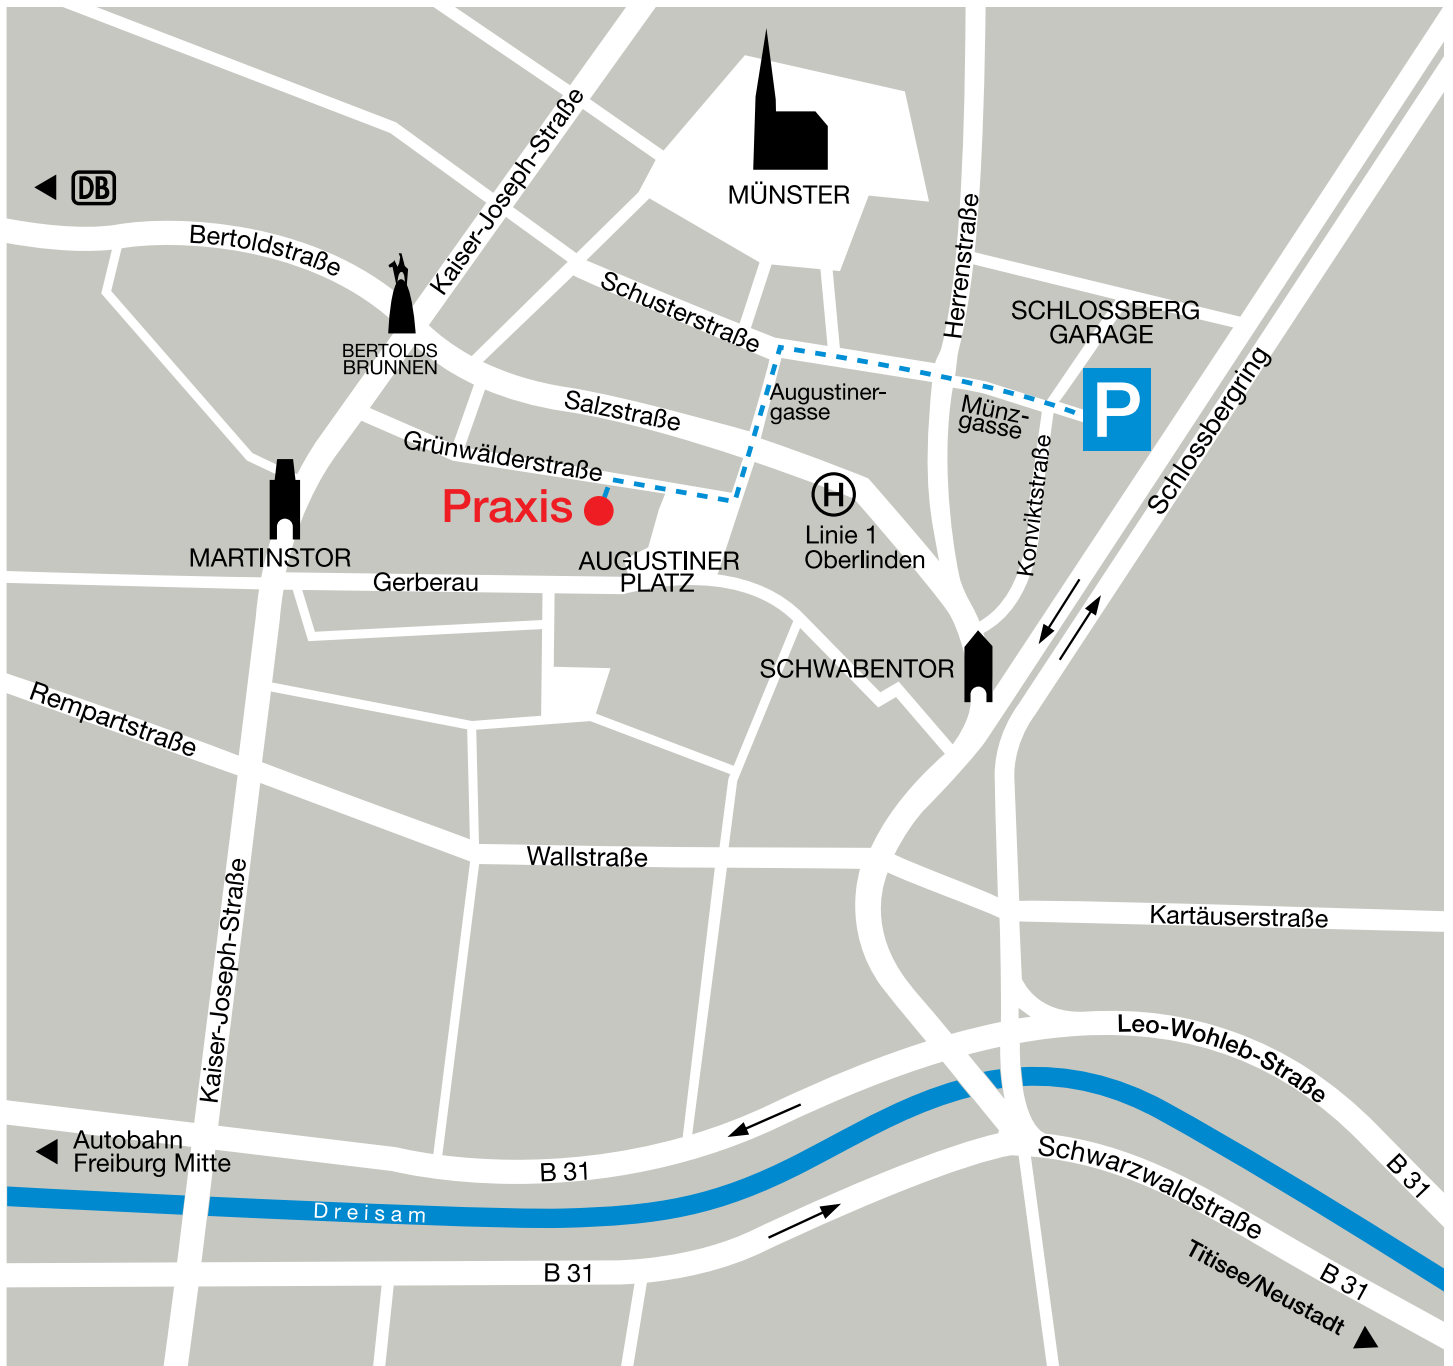 Kaiser-Joseph-Straße
DB
MÜNSTER
Bertoldstraße
Herrenstraße
Schusterstraße
SCHLOSSBERG
GARAGE
BERTOLDS
BRUNNEN
P
Schlossbergring
Augustiner-
gasse
Münz-
gasse
Salzstraße
Grünwälderstraße
Konviktstraße
Praxis
H
Linie 1
Oberlinden
MARTINSTOR
AUGUSTINER
PLATZ
Gerberau
SCHWABENTOR
Rempartstraße
Wallstraße
Kaiser-Joseph-Straße
Kartäuserstraße
Leo-Wohleb-Straße
Autobahn
Freiburg Mitte
B 31
Schwarzwaldstraße
B 31
Dreisam
B 31
B 31
Titisee/Neustadt